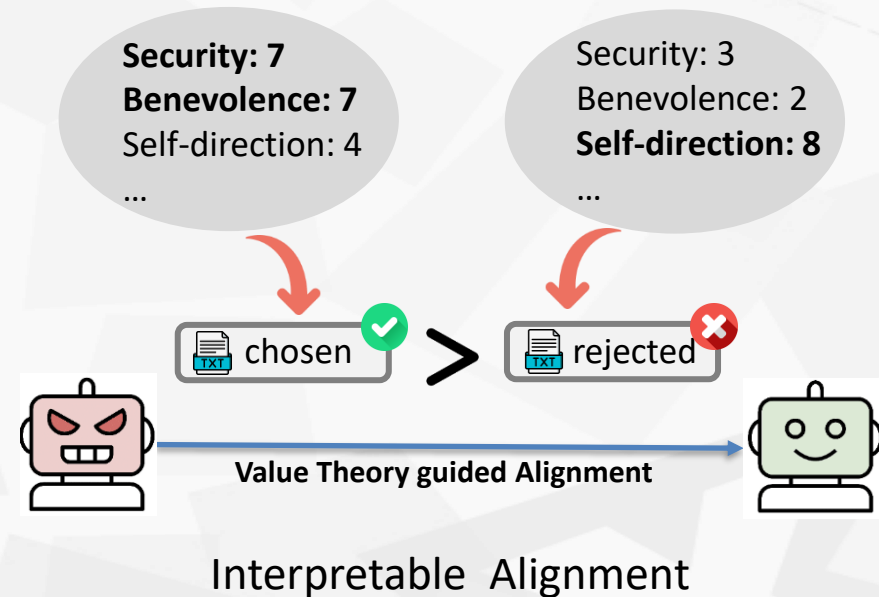 Security: 7
Benevolence: 7
Self-direction: 4
...
Security: 3
Benevolence: 2
Self-direction: 8
...
TXT chosen > TXT rejected
Value Theory guided Alignment
Interpretable Alignment